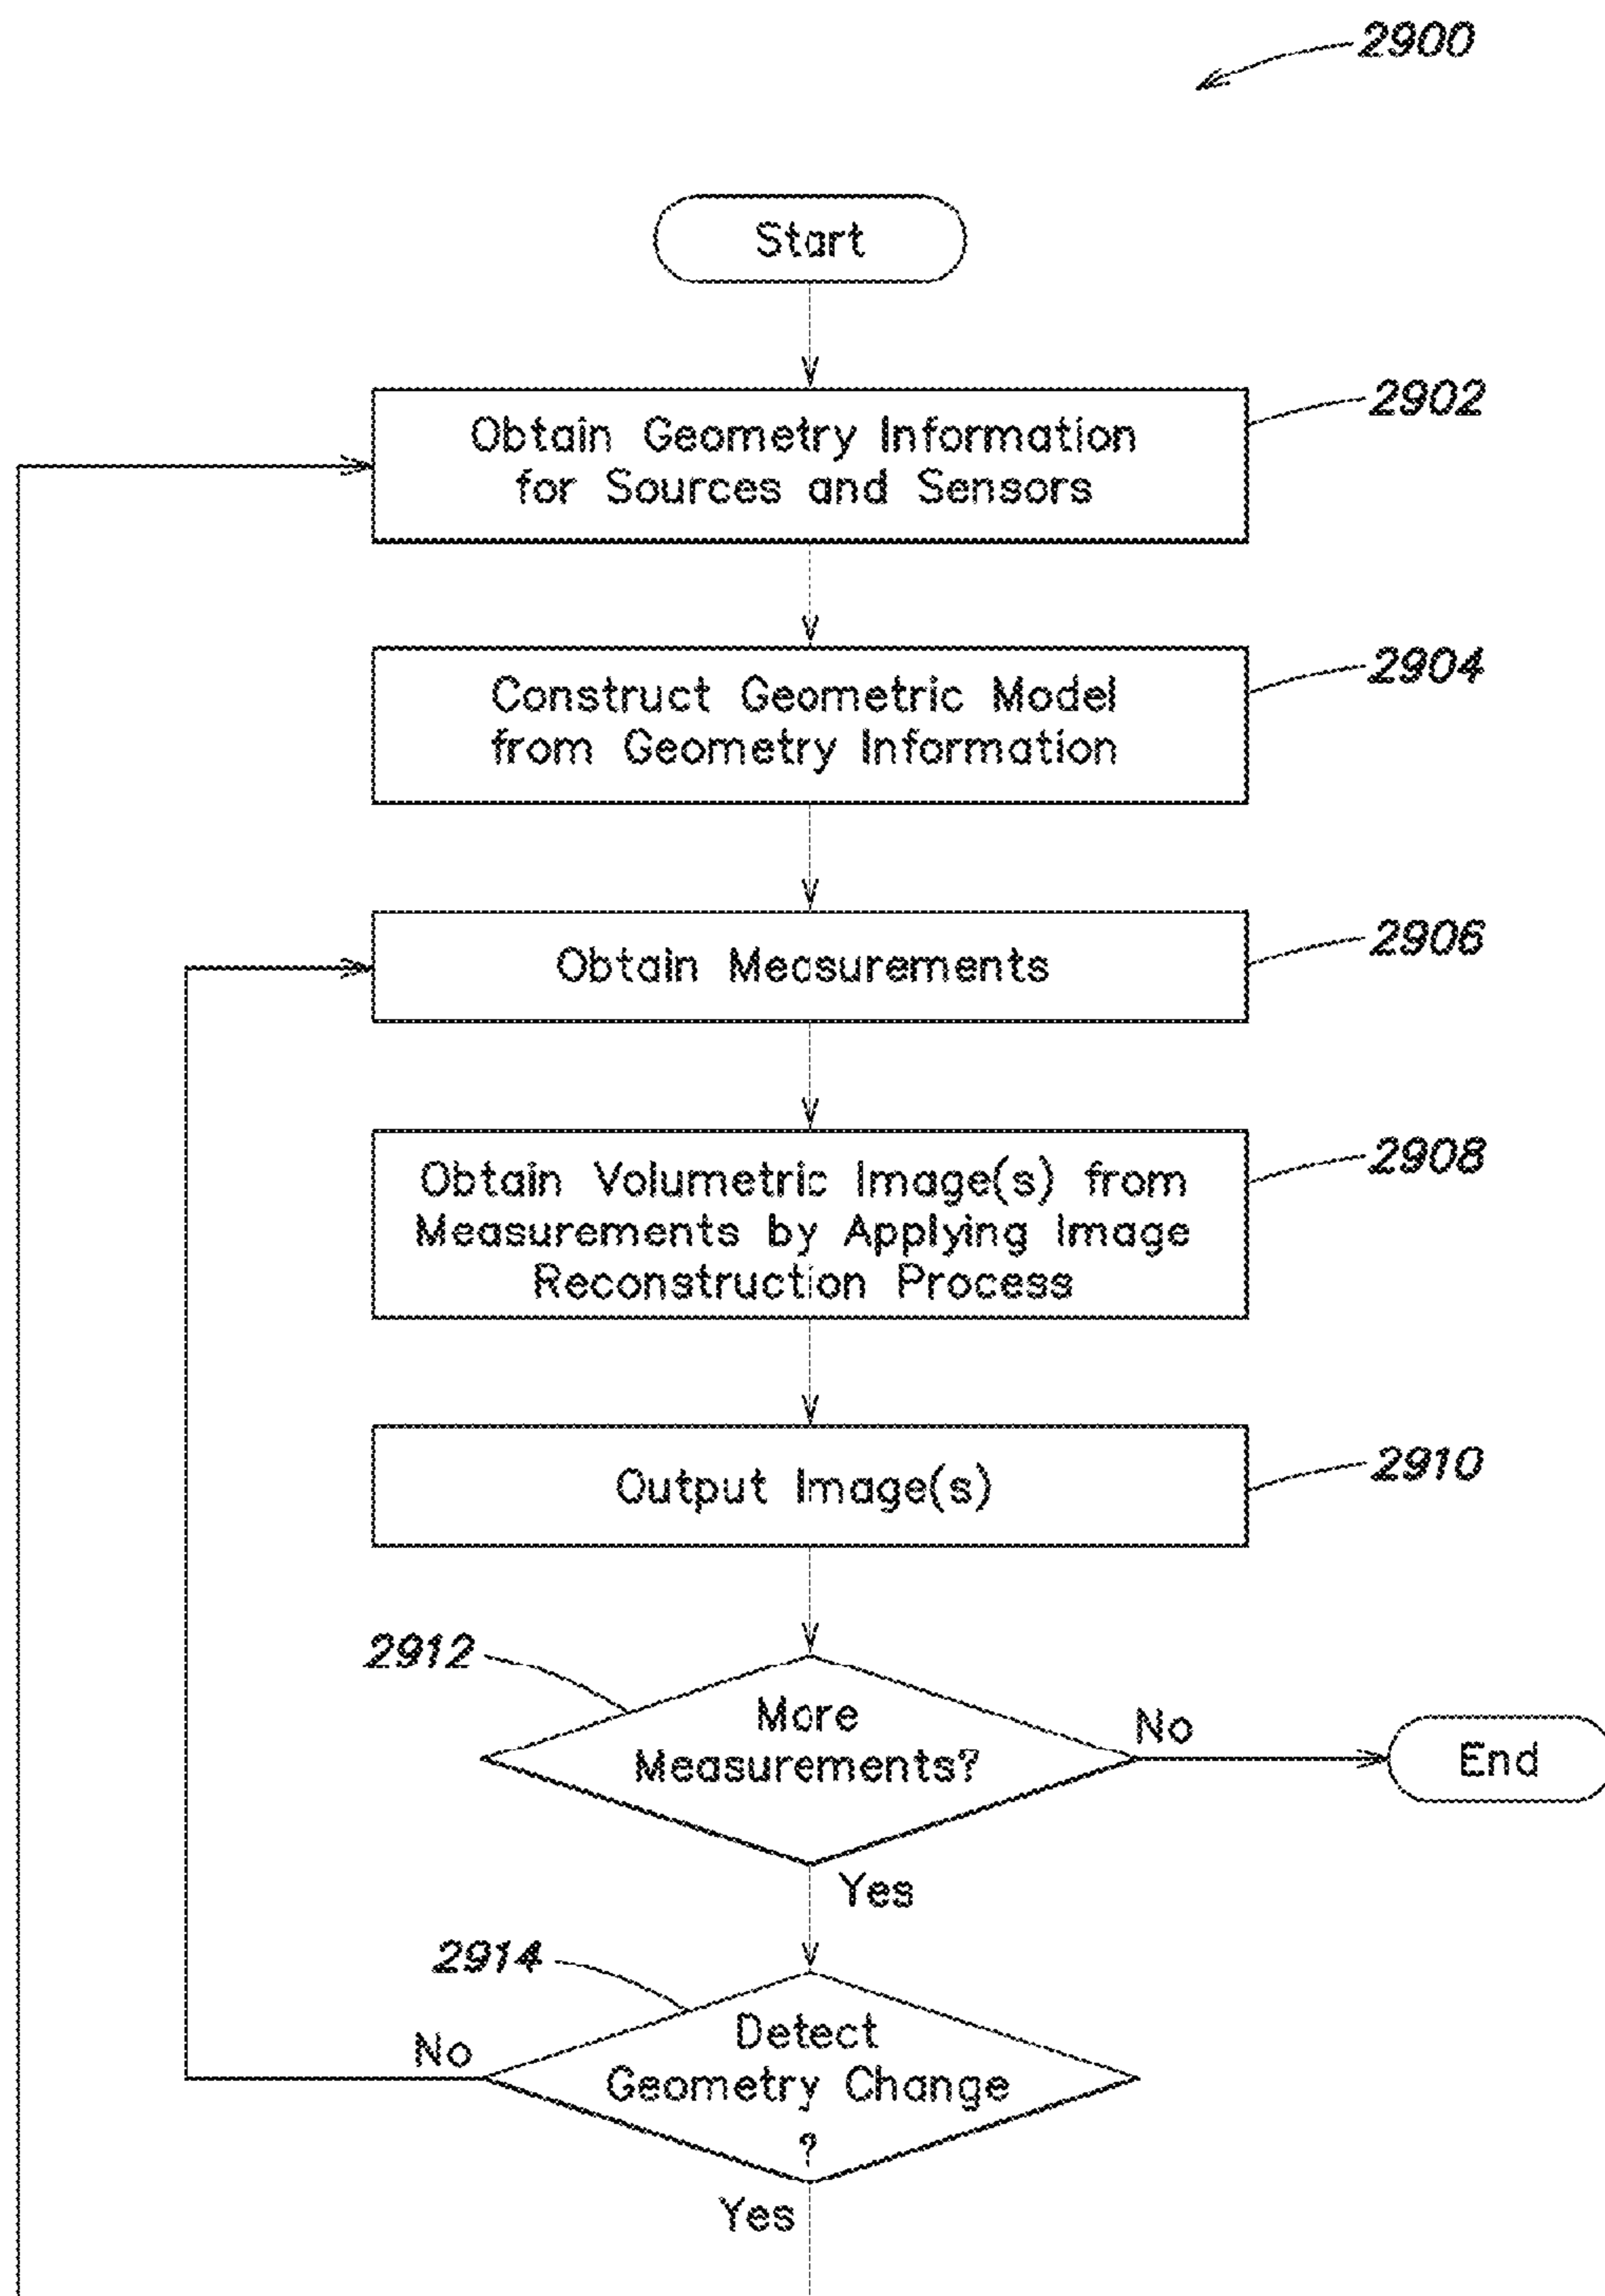 2900
Start
Obtain Geometry Information
for Sources and Sensors
2902
Construct Geometric Model
from Geometry Information
2904
Obtain Measurements
2906
Obtain Volumetric Image(s) from
Measurements by Applying Image
Reconstruction Process
2908
Output Image(s)
2910
2912
More
Measurements?
No
End
Yes
2914
Detect
Geometry Change
?
No
Yes